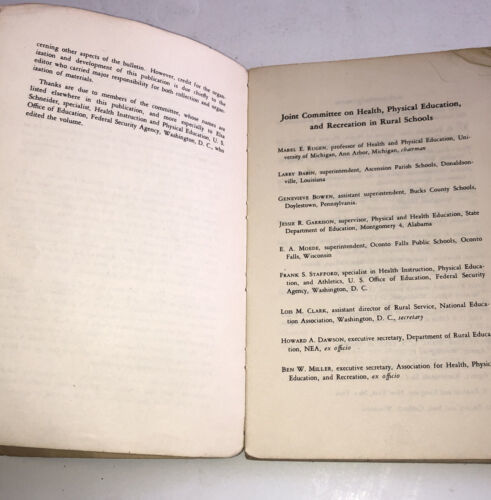 cerning other aspects of the bulletin. However, credit for the organ-
ization and development of this publication is due chiefly to the
editor who carried major responsibility for both collection and organ-
ization of materials.
Thanks are due to members of the committee, whose names are
listed elsewhere in this publication, and more especially to Elsa
Schneider, specialist, Health Instruction and Physical Education, U. S.
Office of Education, Federal Security Agency, Washington, D. C., who
edited the volume.
Joint Committee on Health, Physical Education,
and Recreation in Rural Schools
MABEL E. RUGEN, professor of Health and Physical Education, Uni-
versity of Michigan, Ann Arbor, Michigan, chairman
LARRY BABIN, superintendent, Ascension Parish Schools, Donaldson-
ville, Louisiana
GENEVIEVE BOWEN, assistant superintendent, Bucks County Schools,
Doylestown, Pennsylvania.
JESSIE R. GARRISON, supervisor, Physical and Health Education, State
Department of Education, Montgomery 4, Alabama
E. A. MOEDE, superintendent, Oconto Falls Public Schools, Oconto
Falls, Wisconsin
FRANK S. STAFFORD, specialist in Health Instruction, Physical Educa-
tion, and Athletics, U. S. Office of Education, Federal Security
Agency, Washington, D. C.
LOIS M. CLARK, assistant director of Rural Service, National Educa-
tion Association, Washington, D. C., secretary
HOWARD A. DAWSON, executive secretary, Department of Rural Educa-
tion, NEA, ex officio
BEN W. MILLER, executive secretary, Association for Health, Physical
Education, and Recreation, ex officio